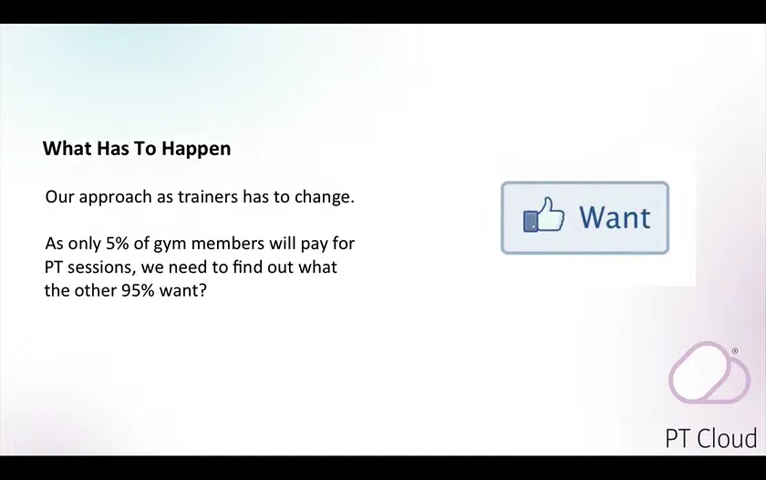 What Has To Happen
Our approach as trainers has to change.
As only 5% of gym members will pay for
PT sessions, we need to find out what
the other 95% want?
Want
®
PT Cloud